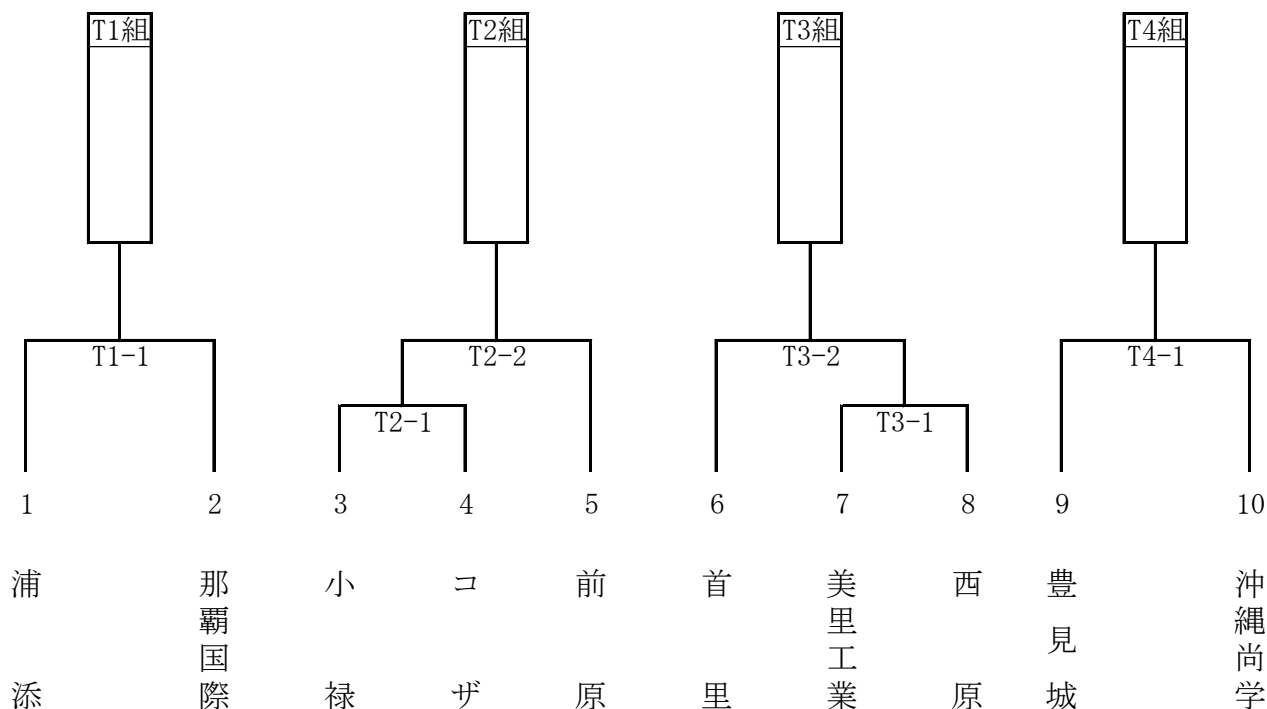 T1組 T2組 T3組 T4組
T1-1 T2-2 T3-2 T4-1
T2-1 T3-1
1 2 3 4 5 6 7 8 9 10
浦添
那覇国際
小禄
コザ
前原
首里
美里工業
西原
豊見城
沖縄尚学